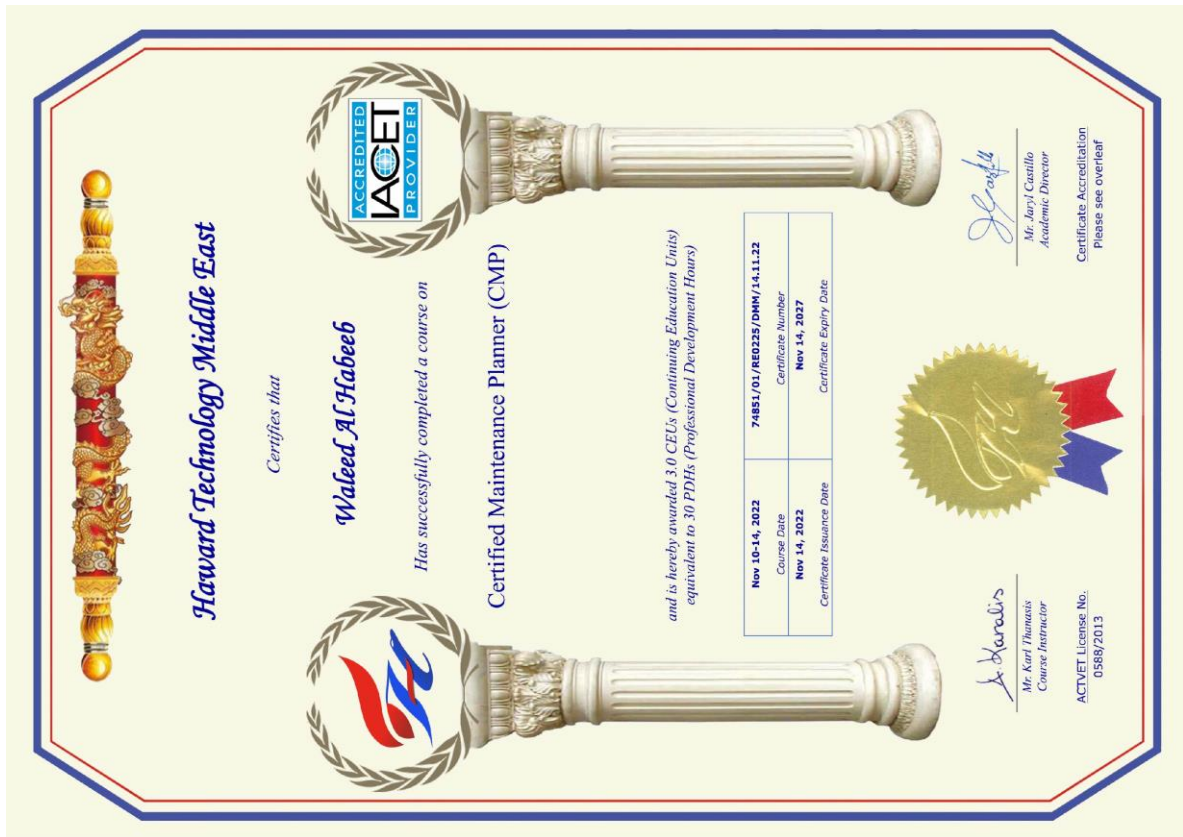 Haward Technology Middle East
Certifies that
Waleed Al Habeeb
Has successfully completed a course on
Certified Maintenance Planner (CMP)
ACCREDITED
IACET
PROVIDER
and is hereby awarded 3.0 CEUs (Continuing Education Units)
equivalent to 30 PDHs (Professional Development Hours)
Nov 10-14, 2022
Course Date
74851/01/RE0225/DMM/14.11.22
Certificate Number
Nov 14, 2022
Certificate Issuance Date
Nov 14, 2027
Certificate Expiry Date
Mr. Karl Thanasis
Course Instructor
ACTVET License No.
0588/2013
Mr. Jaryl Castillo
Academic Director
Certificate Accreditation
Please see overleaf